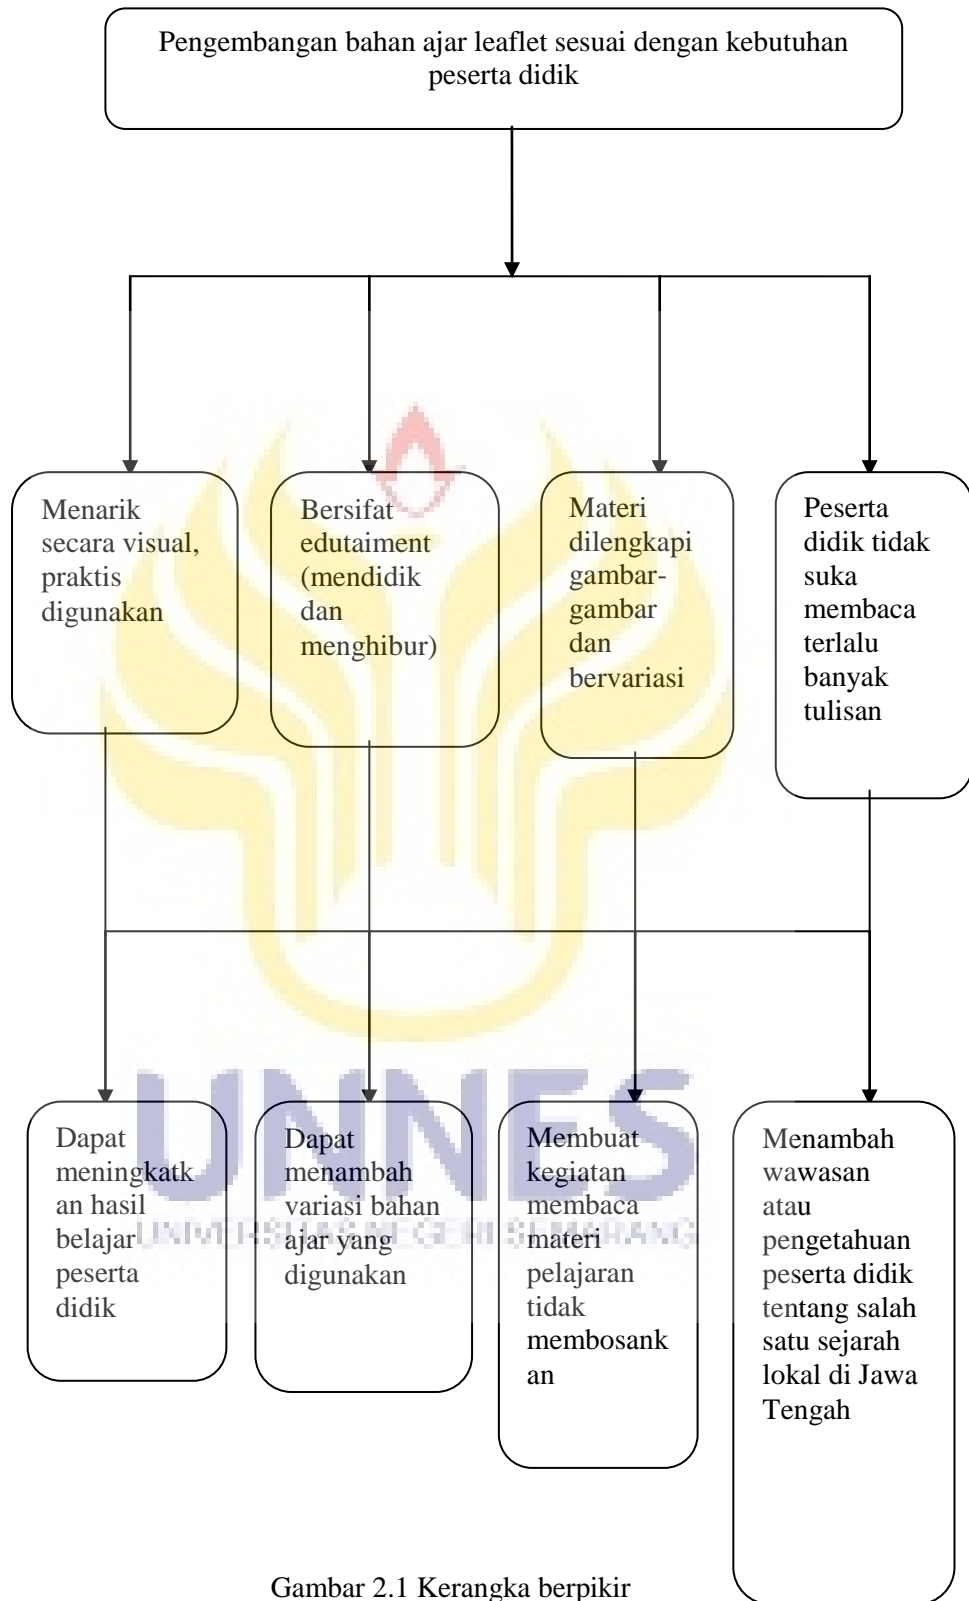 Pengembangan bahan ajar leaflet sesuai dengan kebutuhan
peserta didik
Menarik
secara visual,
praktis
digunakan
Bersifat
edutaiment
(mendidik
dan
menghibur)
Materi
dilengkapi
gambar-
gambar
dan
bervariasi
Peserta
didik tidak
suka
membaca
terlalu
banyak
tulisan
UNNES
UNIVERSITAS NEGERI SEMARANG
Dapat
meningkatk
an hasil
belajar
peserta
didik
Dapat
menambah
variasi bahan
ajar yang
digunakan
Membuat
kegiatan
membaca
materi
pelajaran
tidak
membosank
an
Menambah
wawasan
atau
pengetahuan
peserta didik
tentang salah
satu sejarah
lokal di Jawa
Tengah
Gambar 2.1 Kerangka berpikir